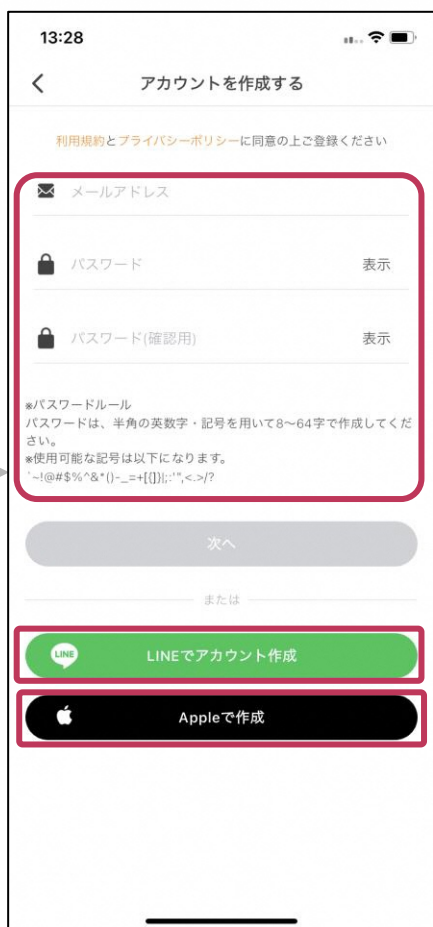 13:28
アカウントを作成する
利用規約とプライバシーポリシーに同意の上ご登録ください
メールアドレス
パスワード
表示
パスワード(確認用)
表示
※パスワードルール
パスワードは、半角の英数字・記号を用いて8〜64字で作成してくだ
さい。
※使用可能な記号は以下になります。
`~!@#$%^&*()-_=+[{]}|;:'",<.>/?
次へ
または
LINE
LINEでアカウント作成
Appleで作成